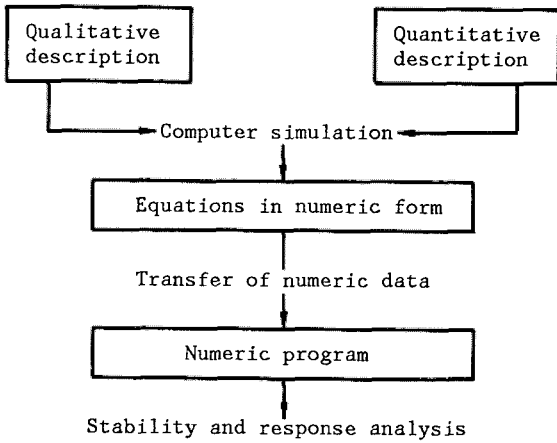 Qualitative
description
Quantitative
description
Computer simulation
Equations in numeric form
Transfer of numeric data
Numeric program
Stability and response analysis